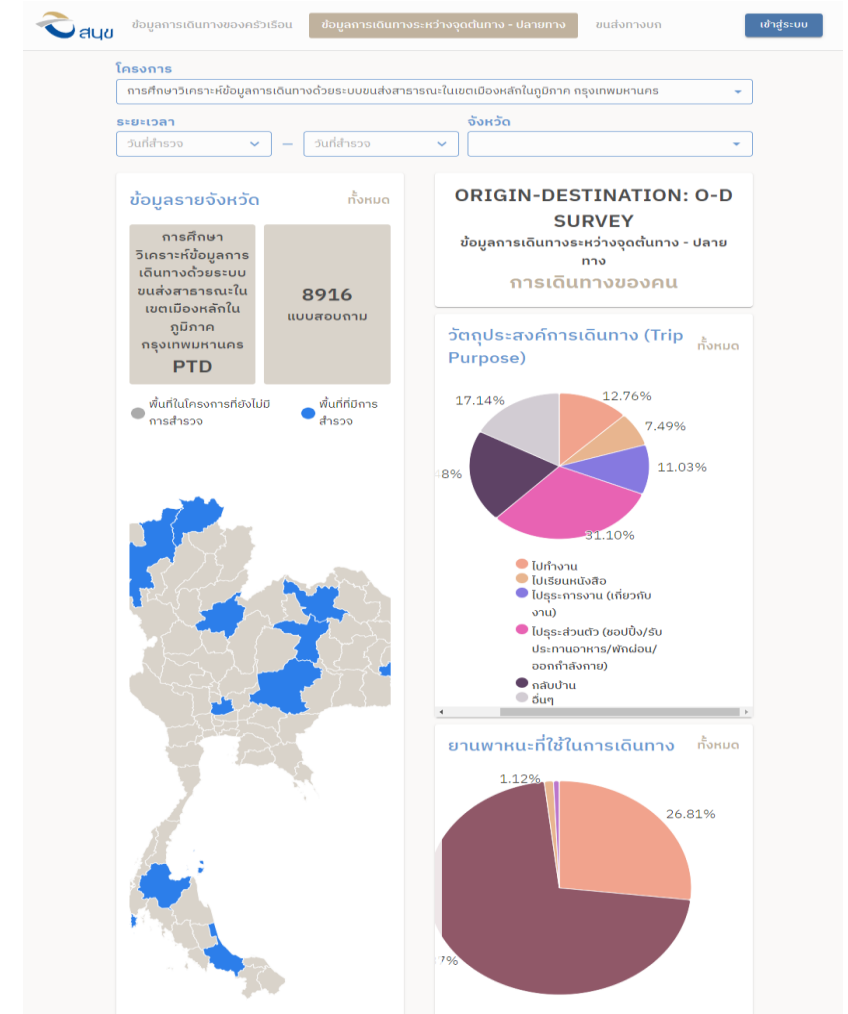 สนข
ข้อมูลการเดินทางของครัวเรือน
ข้อมูลการเดินทางระหว่างจุดต้นทาง - ปลายทาง
ขนส่งทางบก
เข้าสู่ระบบ
โครงการ
การศึกษาวิเคราะห์ข้อมูลการเดินทางด้วยระบบขนส่งสาธารณะในเขตเมืองหลักในภูมิภาค กรุงเทพมหานคร
ระยะเวลา
จังหวัด
วันที่สำรวจ
—
วันที่สำรวจ
ข้อมูลรายจังหวัด
ทั้งหมด
การศึกษา
วิเคราะห์ข้อมูลการ
เดินทางด้วยระบบ
ขนส่งสาธารณะใน
เขตเมืองหลักใน
ภูมิภาค
กรุงเทพมหานคร
PTD
8916
แบบสอบถาม
พื้นที่ในโครงการที่ยังไม่มี
การสำรวจ
พื้นที่ที่มีการ
สำรวจ
ORIGIN-DESTINATION: O-D
SURVEY
ข้อมูลการเดินทางระหว่างจุดต้นทาง - ปลาย
ทาง
การเดินทางของคน
วัตถุประสงค์การเดินทาง (Trip
Purpose)
ทั้งหมด
17.14%
12.76%
7.49%
11.03%
8%
31.10%
ไปทำงาน
ไปเรียนหนังสือ
ไปธุระการงาน (เกี่ยวกับ
งาน)
ไปธุระส่วนตัว (ชอปปิ้ง/รับ
ประทานอาหาร/พักผ่อน/
ออกกำลังกาย)
กลับบ้าน
อื่นๆ
ยานพาหนะที่ใช้ในการเดินทาง
ทั้งหมด
1.12%
26.81%
7%